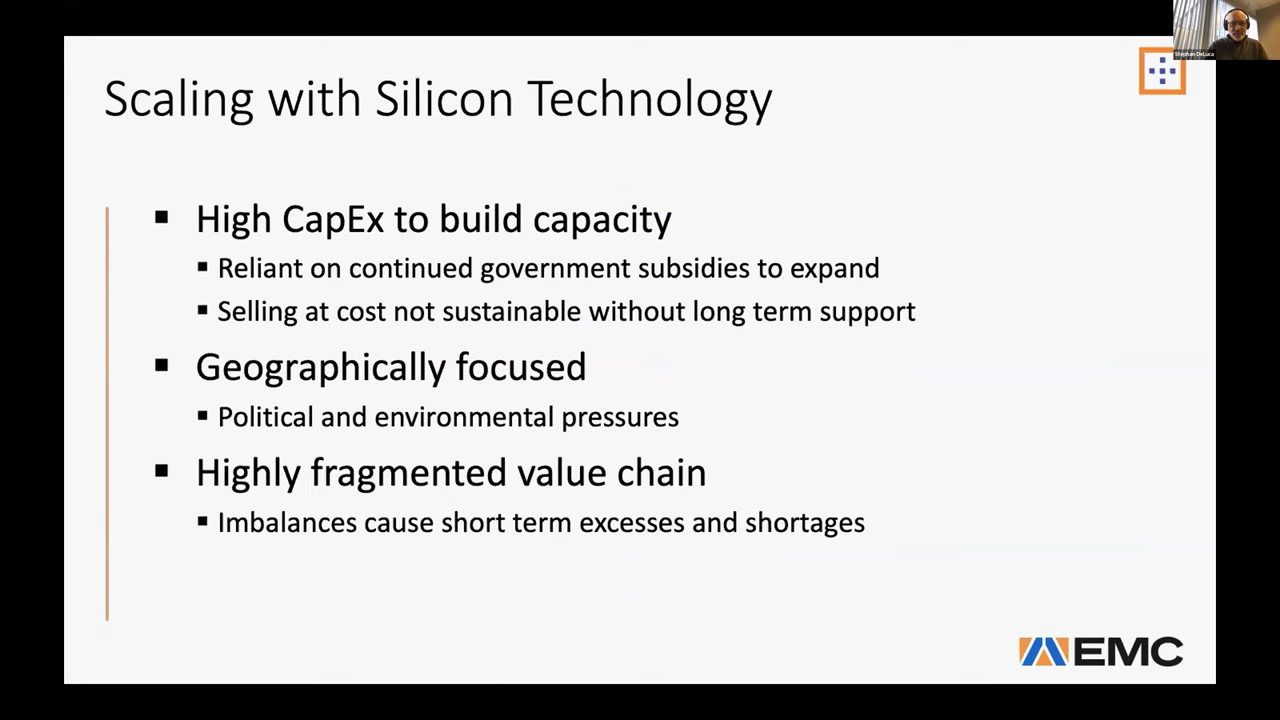 Stephan DeLuca
Scaling with Silicon Technology
High CapEx to build capacity
Reliant on continued government subsidies to expand
Selling at cost not sustainable without long term support
Geographically focused
Political and environmental pressures
Highly fragmented value chain
Imbalances cause short term excesses and shortages
EMC